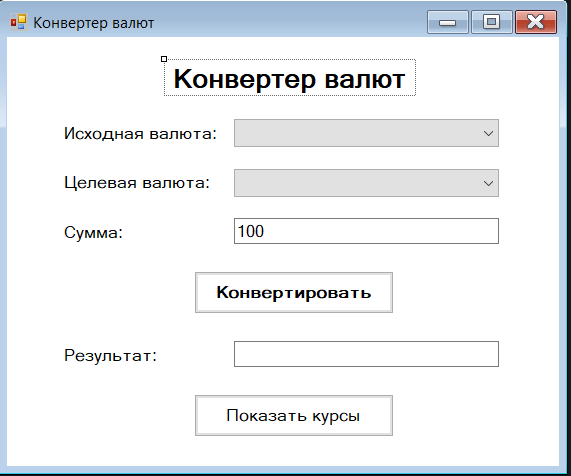 Конвертер валют
Конвертер валют
Исходная валюта:
Целевая валюта:
Сумма: 100
Конвертировать
Результат:
Показать курсы